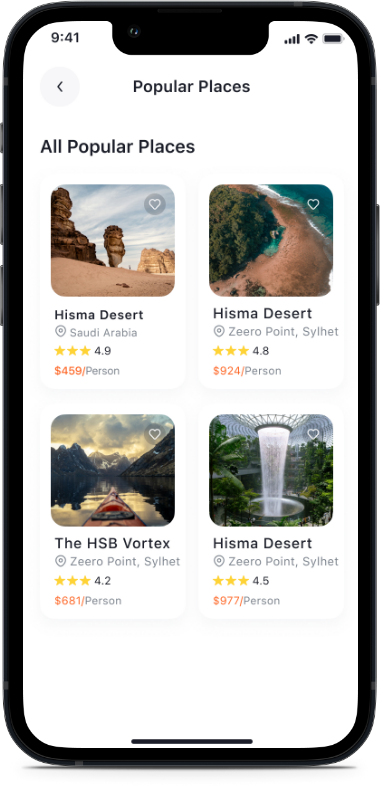 9:41
Popular Places
All Popular Places
Hisma Desert
Saudi Arabia
4.9
$459/Person
Hisma Desert
Zeero Point, Sylhet
4.8
$924/Person
The HSB Vortex
Zeero Point, Sylhet
4.2
$681/Person
Hisma Desert
Zeero Point, Sylhet
4.5
$977/Person